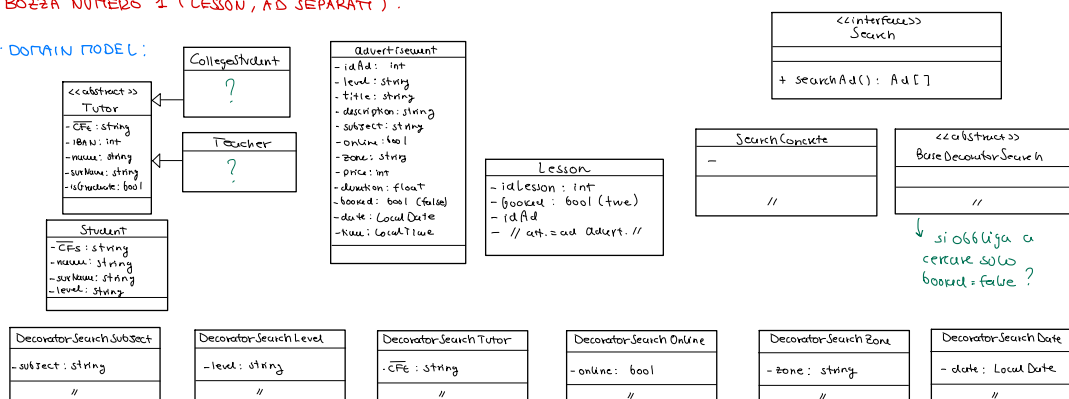 BOZZA NUMERO 1 (LESSON, AD SEPARATI).
DOMAIN MODEL:
CollegeStudent
?
<<abstract>>
Tutor
- CFt : string
- IBAN : int
- name : string
- surname : string
- isGraduate : bool
Teacher
?
Student
- CFs : string
- name : string
- surname : string
- level : string
advertisement
- idAd : int
- level : string
- title : string
- description : string
- subject : string
- online : bool
- zone : string
- price : int
- duration : float
- booked : bool (false)
- date : LocalDate
- time : LocalTime
Lesson
- idLesson : int
- booked : bool (true)
- idAd
- // att. = ad advert. //
<<interface>>
Search
+ searchAd() : Ad[]
SearchConcrete
-
//
<<abstract>>
BaseDecoratorSearch
//
si obbliga a
cercare solo
booked = false ?
DecoratorSearchSubject
- subject : string
//
DecoratorSearchLevel
- level : string
//
DecoratorSearchTutor
- CFt : string
//
DecoratorSearchOnline
- online : bool
//
DecoratorSearchZone
- zone : string
//
DecoratorSearchDate
- date : LocalDate
//